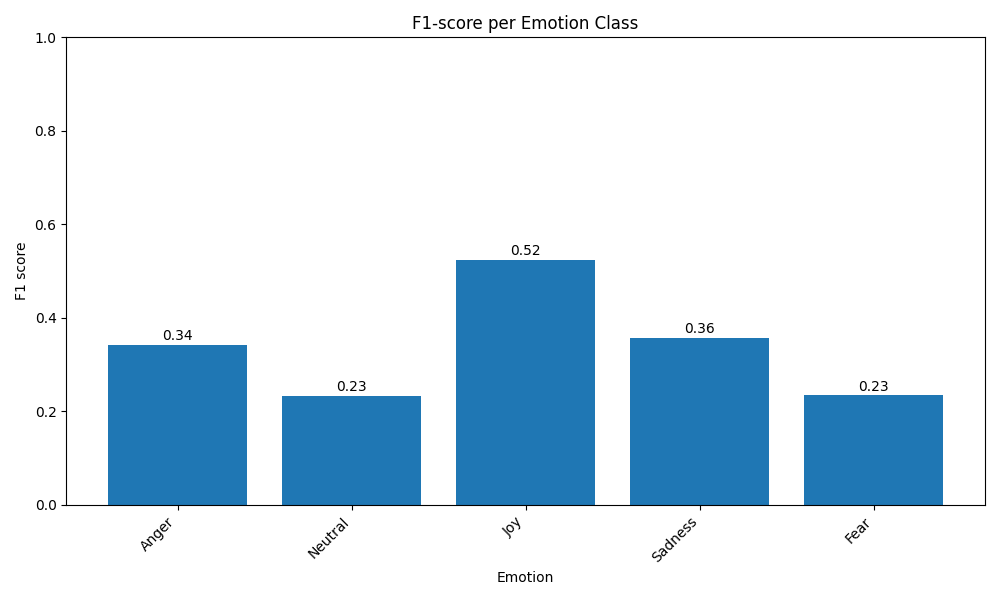 F1-score per Emotion Class
1.0
0.8
0.6
0.4
0.2
0.0
F1 score
0.34
0.23
0.52
0.36
0.23
Anger
Neutral
Joy
Sadness
Fear
Emotion